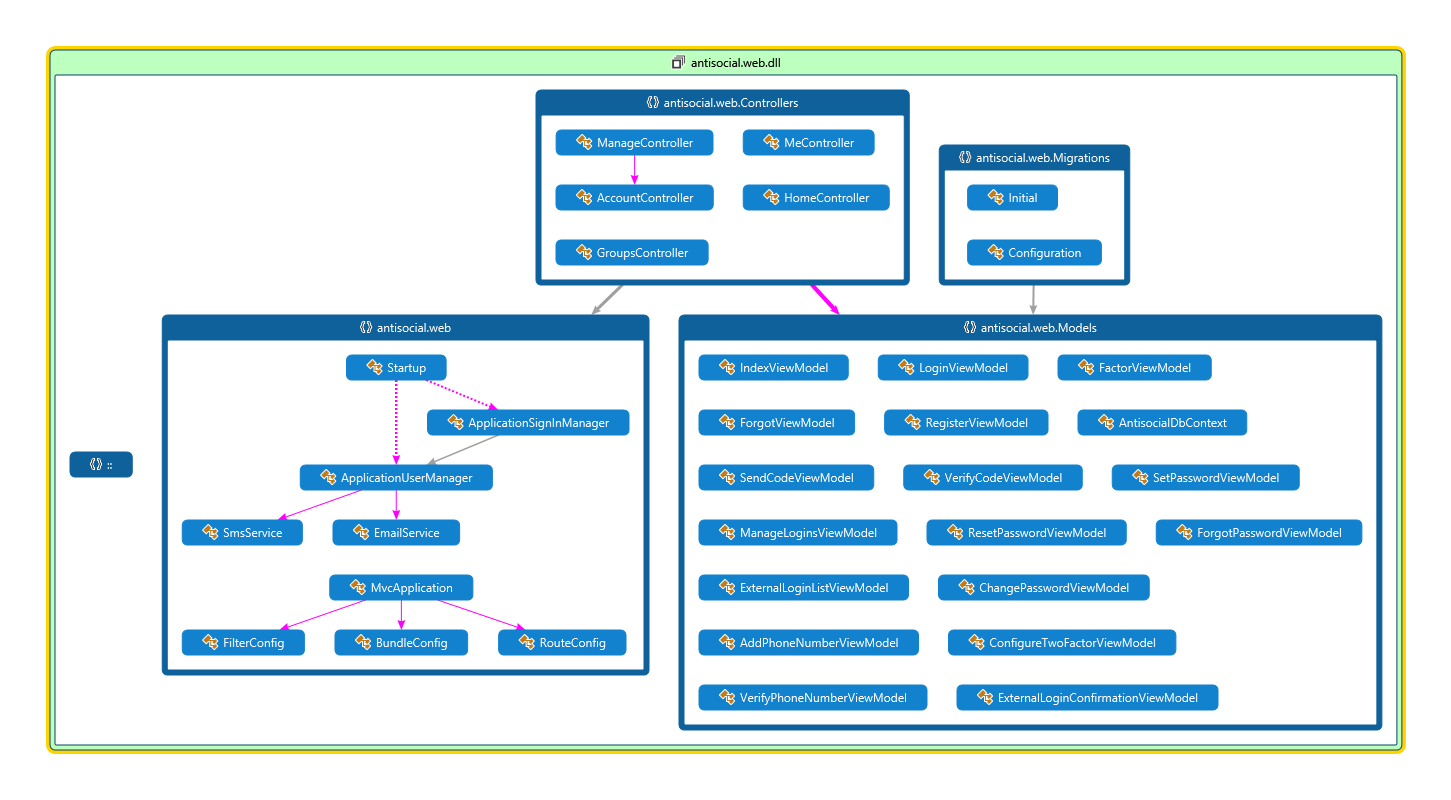 antisocial.web.dll
antisocial.web.Controllers
ManageController
MeController
AccountController
HomeController
GroupsController
antisocial.web.Migrations
Initial
Configuration
::
antisocial.web
Startup
ApplicationSignInManager
ApplicationUserManager
SmsService
EmailService
MvcApplication
FilterConfig
BundleConfig
RouteConfig
antisocial.web.Models
IndexViewModel
LoginViewModel
FactorViewModel
ForgotViewModel
RegisterViewModel
AntisocialDbContext
SendCodeViewModel
VerifyCodeViewModel
SetPasswordViewModel
ManageLoginsViewModel
ResetPasswordViewModel
ForgotPasswordViewModel
ExternalLoginListViewModel
ChangePasswordViewModel
AddPhoneNumberViewModel
ConfigureTwoFactorViewModel
VerifyPhoneNumberViewModel
ExternalLoginConfirmationViewModel